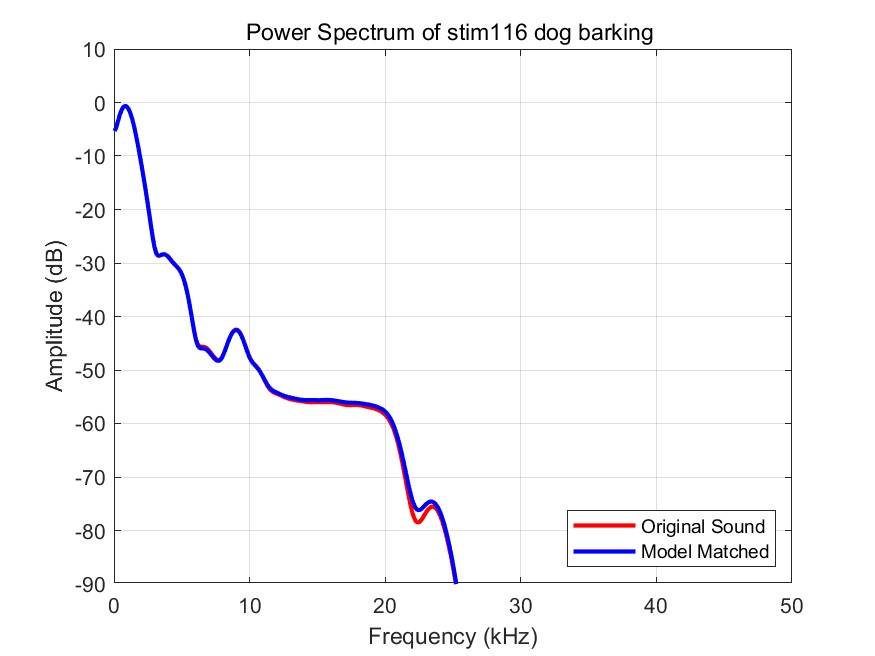 Power Spectrum of stim116 dog barking
10
0
-10
-20
-30
-40
-50
-60
-70
-80
-90
Amplitude (dB)
Original Sound
Model Matched
0 10 20 30 40 50
Frequency (kHz)